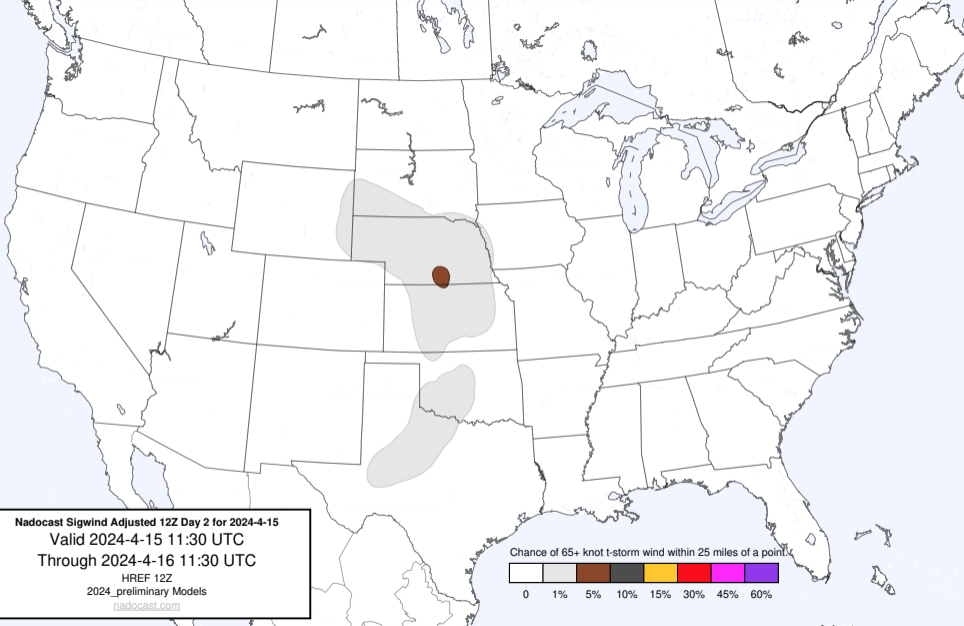 Nadocast Sigwind Adjusted 12Z Day 2 for 2024-4-15
Valid 2024-4-15 11:30 UTC
Through 2024-4-16 11:30 UTC
HREF 12Z
2024_preliminary Models
nadocast.com
Chance of 65+ knot t-storm wind within 25 miles of a point.
0 1% 5% 10% 15% 30% 45% 60%